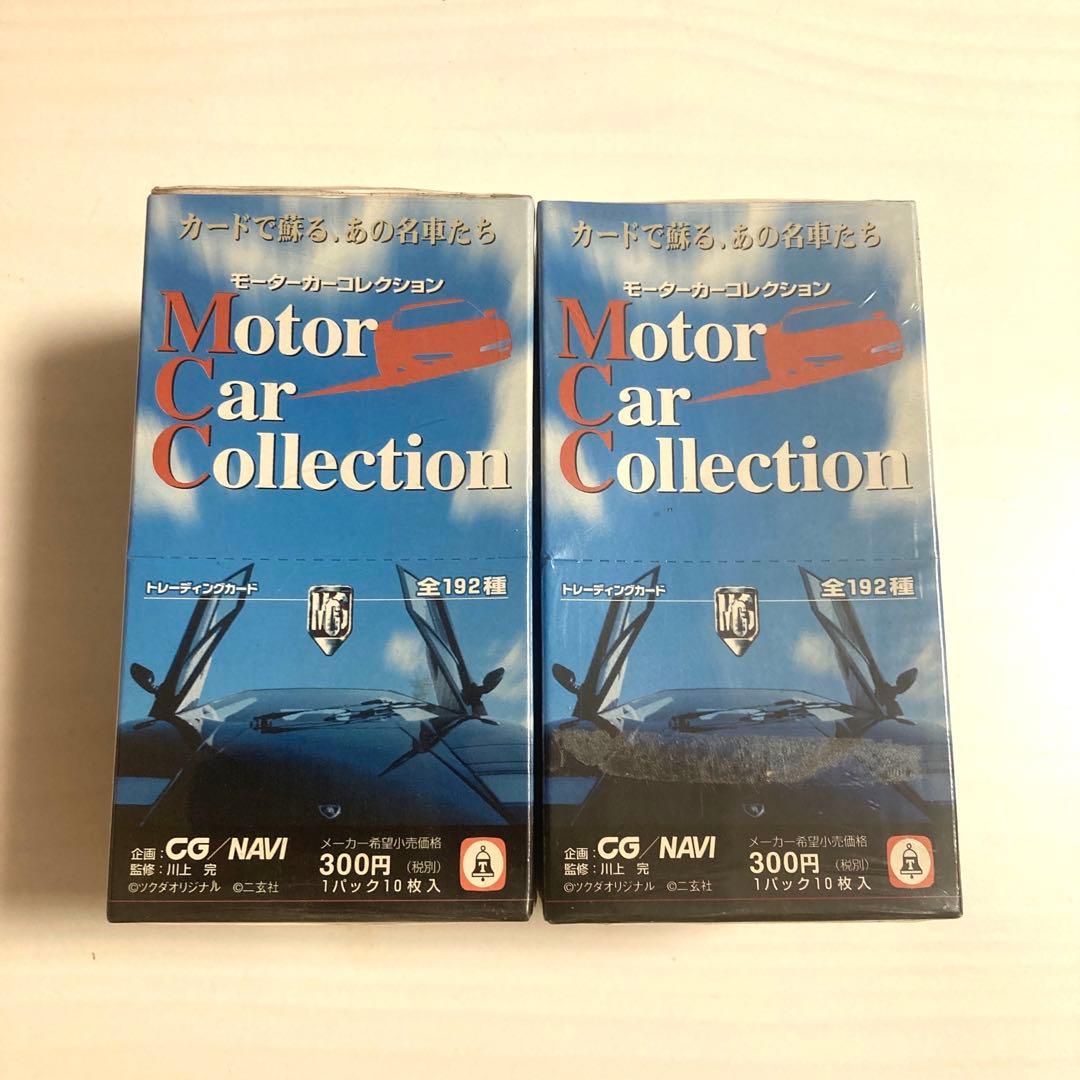 カードで蘇る、あの名車たち
モーターカーコレクション
Motor
Car
Collection
トレーディングカード
全192種
企画：CG／NAVI
監修：川上 完
©ツクダオリジナル ©二玄社
メーカー希望小売価格
300円（税別）
1パック10枚入
T
カードで蘇る、あの名車たち
モーターカーコレクション
Motor
Car
Collection
トレーディングカード
全192種
企画：CG／NAVI
監修：川上 完
©ツクダオリジナル ©二玄社
メーカー希望小売価格
300円（税別）
1パック10枚入
T